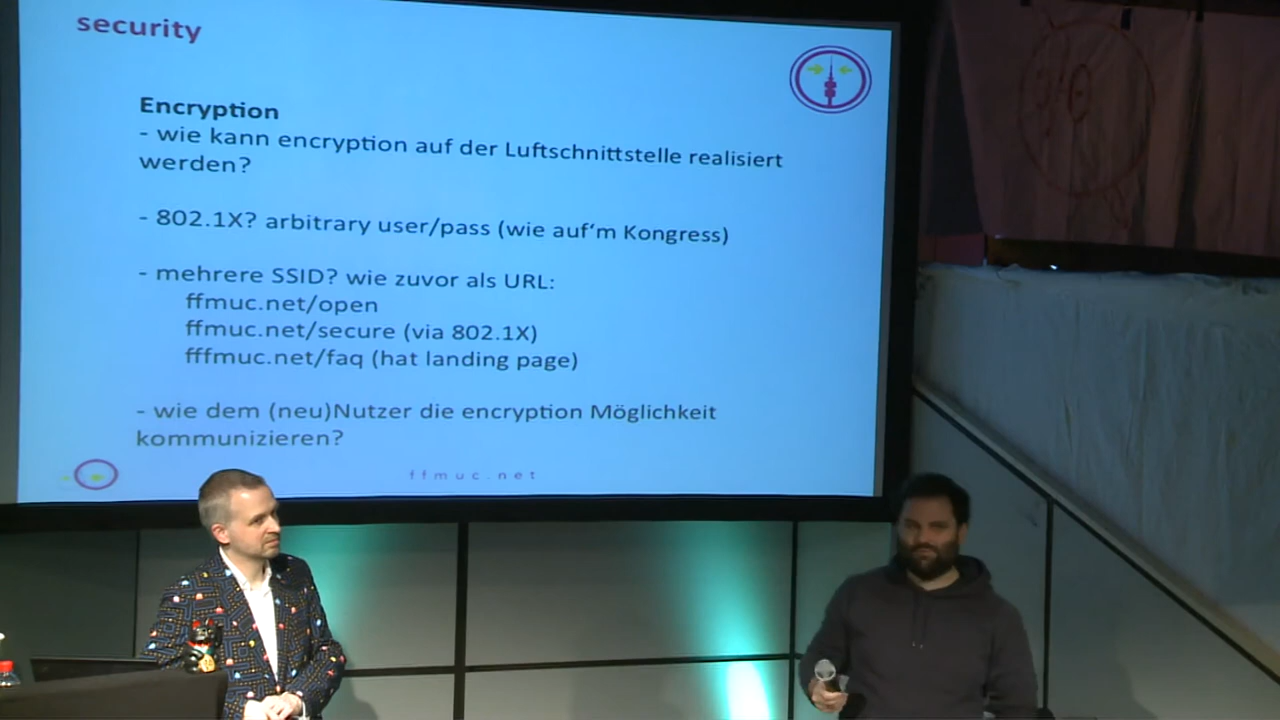 security
Encryption
- wie kann encryption auf der Luftschnittstelle realisiert
werden?
- 802.1X? arbitrary user/pass (wie auf‘m Kongress)
- mehrere SSID? wie zuvor als URL:
ffmuc.net/open
ffmuc.net/secure (via 802.1X)
fffmuc.net/faq (hat landing page)
- wie dem (neu)Nutzer die encryption Möglichkeit
kommunizieren?
ffmuc.net